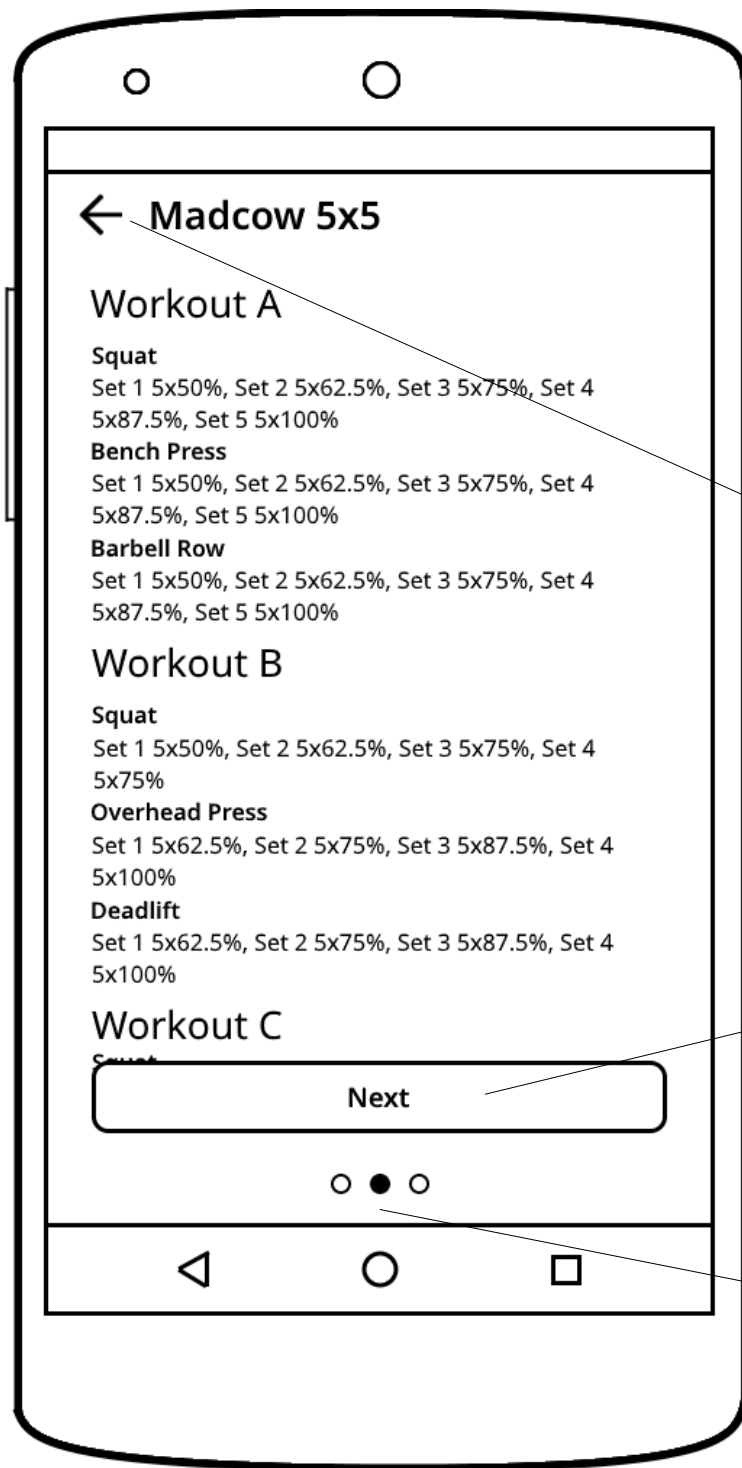 Madcow 5x5
Workout A
Squat
Set 1 5x50%, Set 2 5x62.5%, Set 3 5x75%, Set 4
5x87.5%, Set 5 5x100%
Bench Press
Set 1 5x50%, Set 2 5x62.5%, Set 3 5x75%, Set 4
5x87.5%, Set 5 5x100%
Barbell Row
Set 1 5x50%, Set 2 5x62.5%, Set 3 5x75%, Set 4
5x87.5%, Set 5 5x100%
Workout B
Squat
Set 1 5x50%, Set 2 5x62.5%, Set 3 5x75%, Set 4
5x75%
Overhead Press
Set 1 5x62.5%, Set 2 5x75%, Set 3 5x87.5%, Set 4
5x100%
Deadlift
Set 1 5x62.5%, Set 2 5x75%, Set 3 5x87.5%, Set 4
5x100%
Workout C
Squat
Next